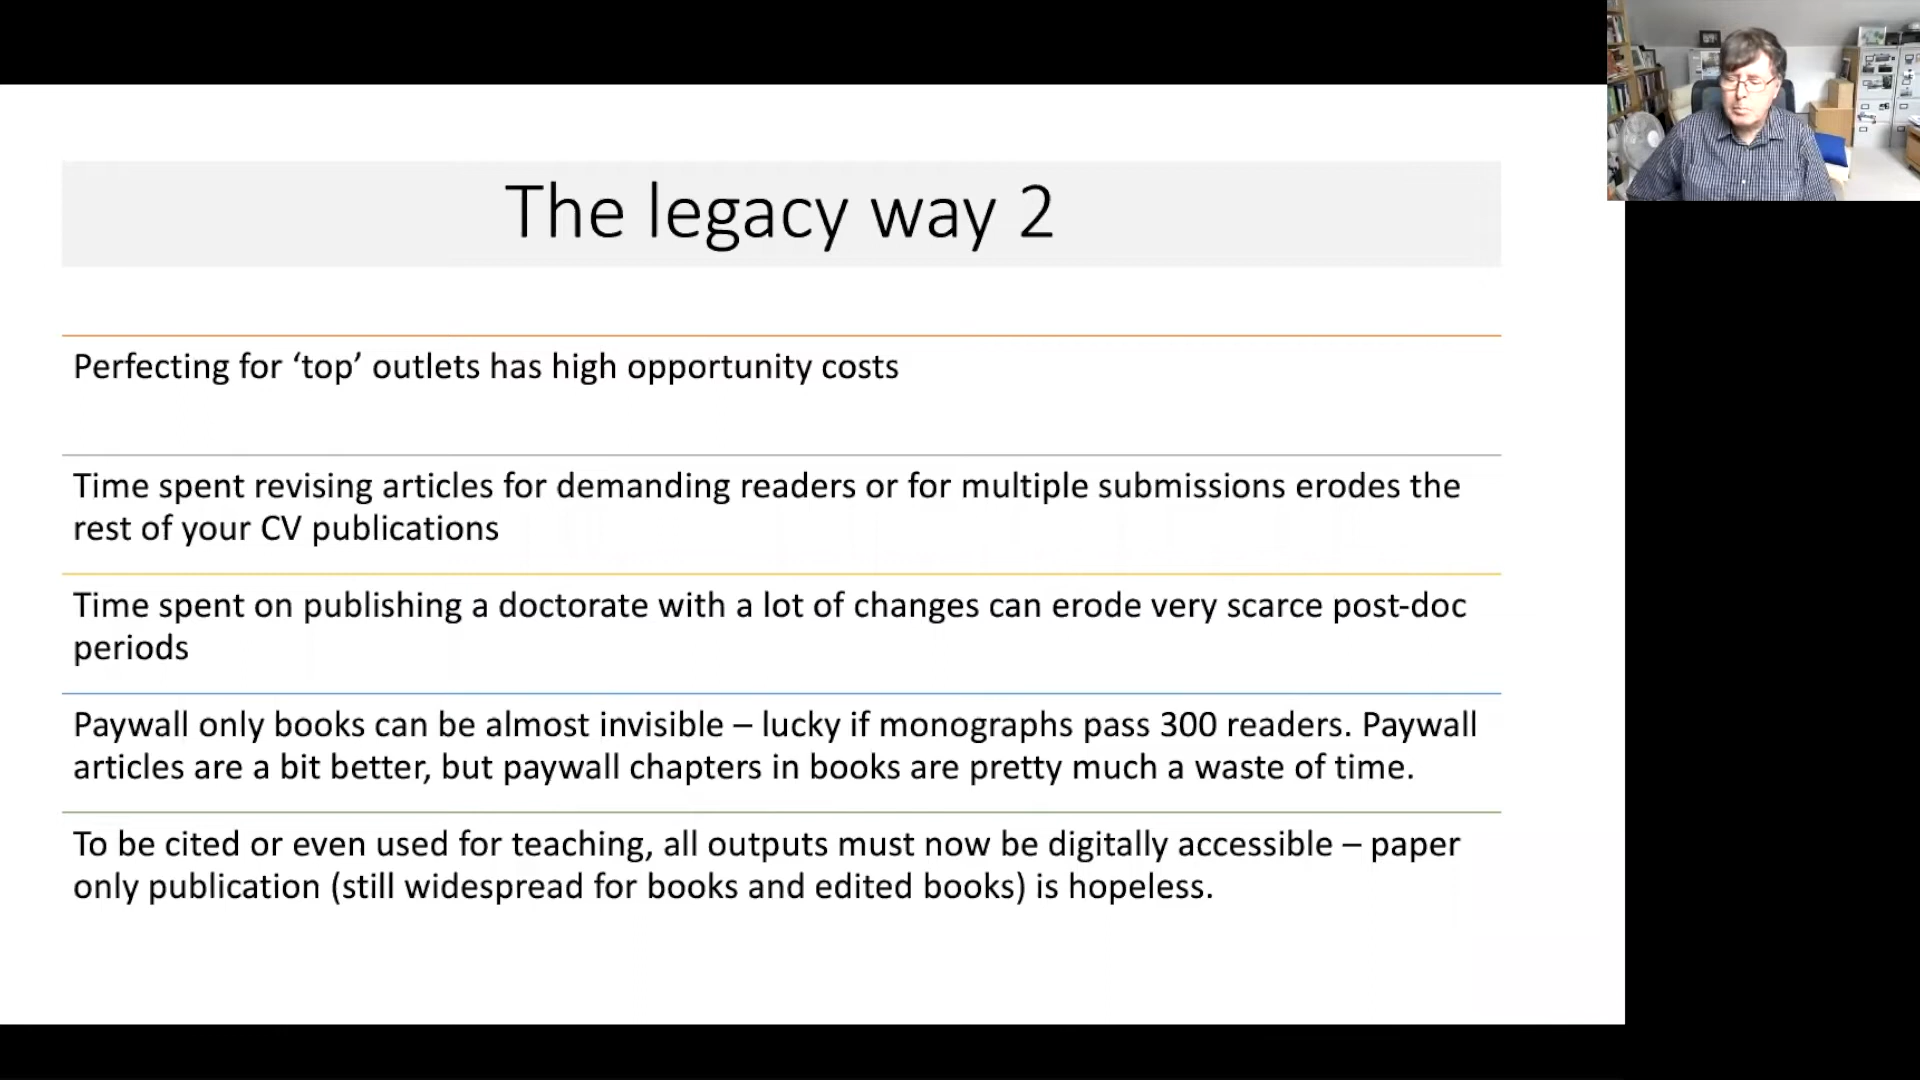 The legacy way 2
Perfecting for ‘top’ outlets has high opportunity costs
Time spent revising articles for demanding readers or for multiple submissions erodes the
rest of your CV publications
Time spent on publishing a doctorate with a lot of changes can erode very scarce post-doc
periods
Paywall only books can be almost invisible – lucky if monographs pass 300 readers. Paywall
articles are a bit better, but paywall chapters in books are pretty much a waste of time.
To be cited or even used for teaching, all outputs must now be digitally accessible – paper
only publication (still widespread for books and edited books) is hopeless.